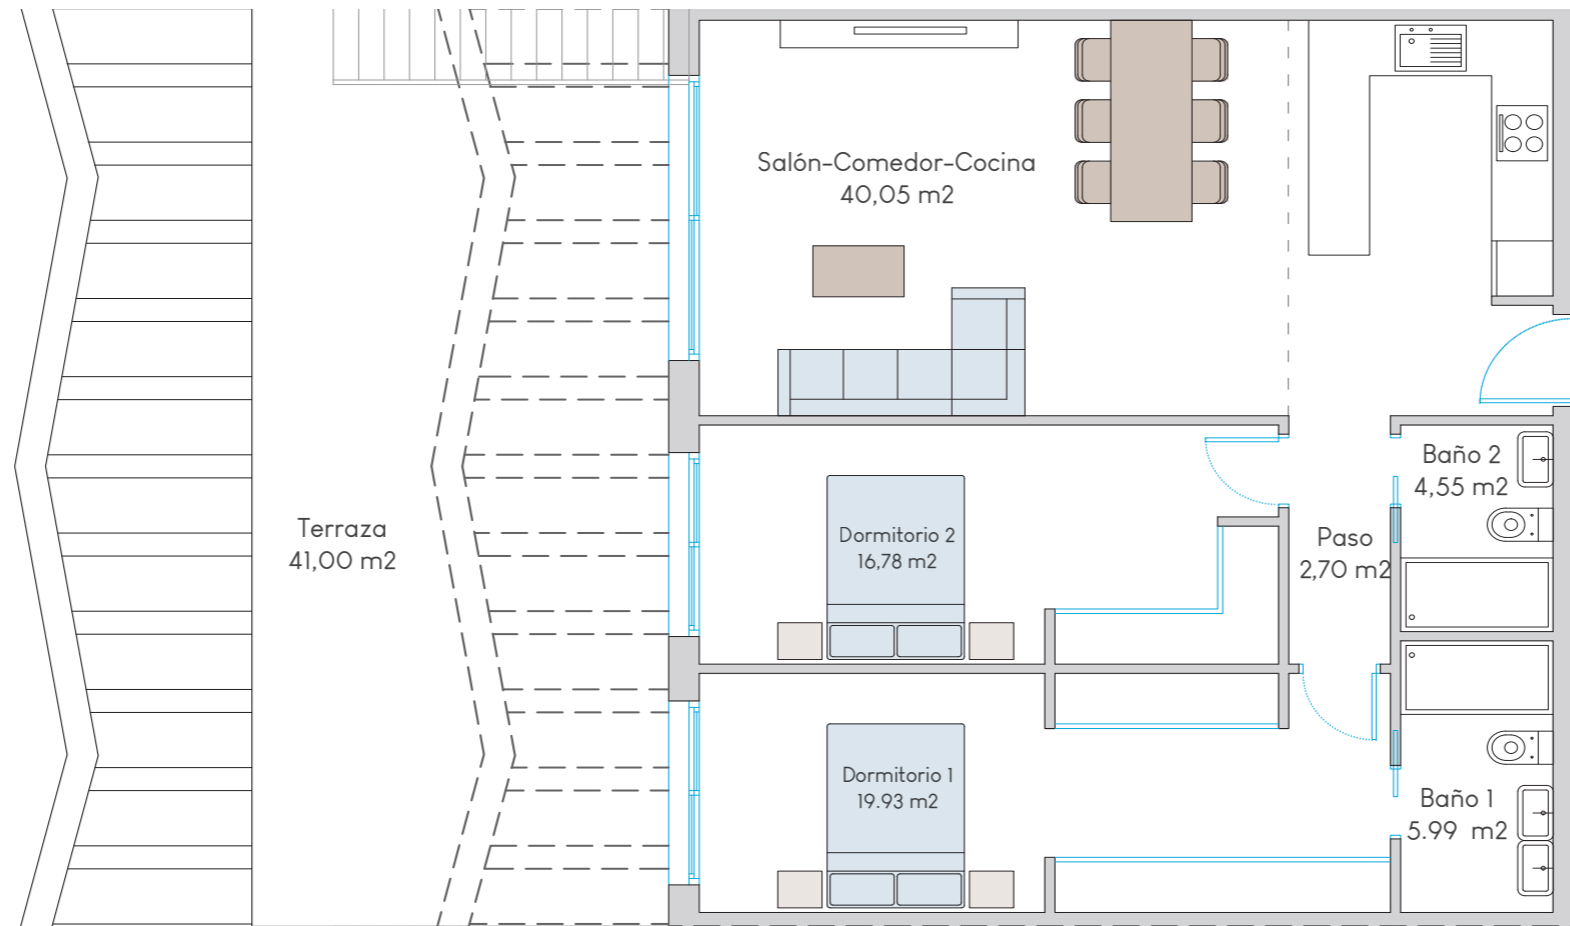 Salón-Comedor-Cocina
40,05 m2
Baño 2
4,55 m2
Terraza
41,00 m2
Dormitorio 2
16,78 m2
Paso
2,70 m2
Dormitorio 1
19.93 m2
Baño 1
5.99 m2